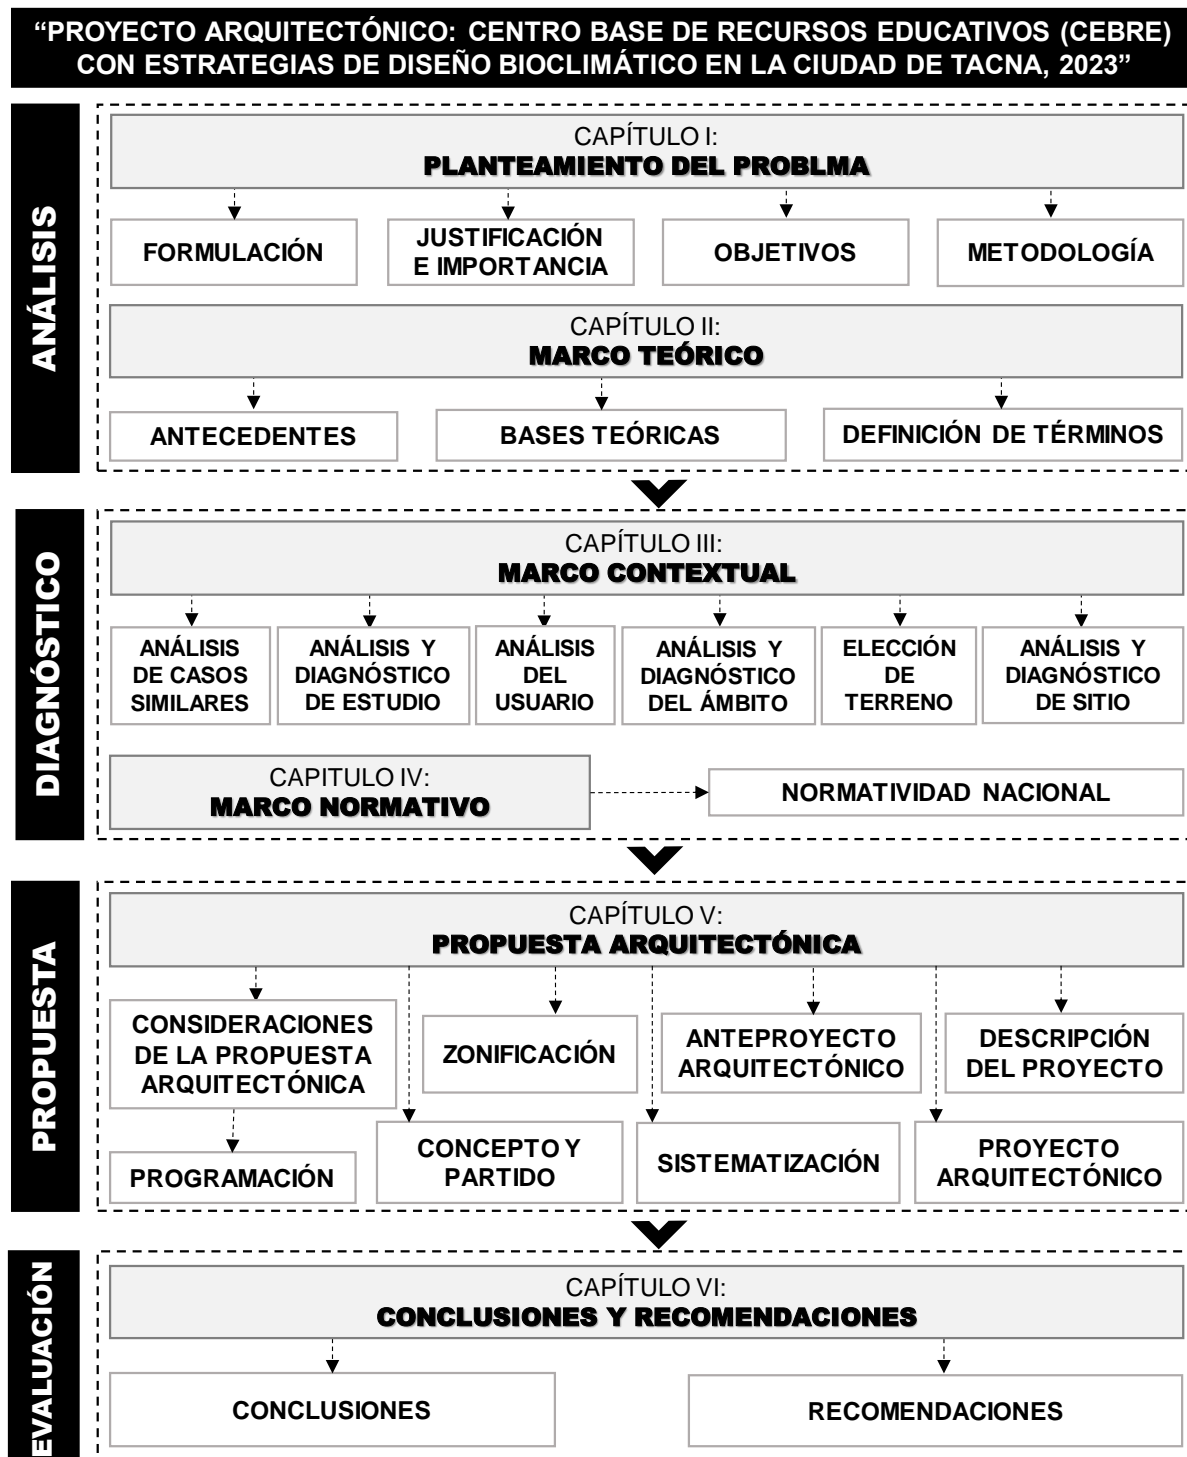 “PROYECTO ARQUITECTÓNICO: CENTRO BASE DE RECURSOS EDUCATIVOS (CEBRE)
CON ESTRATEGIAS DE DISEÑO BIOCLIMÁTICO EN LA CIUDAD DE TACNA, 2023”
ANÁLISIS
CAPÍTULO I:
PLANTEAMIENTO DEL PROBLMA
FORMULACIÓN
JUSTIFICACIÓN
E IMPORTANCIA
OBJETIVOS
METODOLOGÍA
CAPÍTULO II:
MARCO TEÓRICO
ANTECEDENTES
BASES TEÓRICAS
DEFINICIÓN DE TÉRMINOS
DIAGNÓSTICO
CAPÍTULO III:
MARCO CONTEXTUAL
ANÁLISIS
DE CASOS
SIMILARES
ANÁLISIS Y
DIAGNÓSTICO
DE ESTUDIO
ANÁLISIS
DEL
USUARIO
ANÁLISIS Y
DIAGNÓSTICO
DEL ÁMBITO
ELECCIÓN
DE
TERRENO
ANÁLISIS Y
DIAGNÓSTICO
DE SITIO
CAPITULO IV:
MARCO NORMATIVO
NORMATIVIDAD NACIONAL
PROPUESTA
CAPÍTULO V:
PROPUESTA ARQUITECTÓNICA
CONSIDERACIONES
DE LA PROPUESTA
ARQUITECTÓNICA
ZONIFICACIÓN
ANTEPROYECTO
ARQUITECTÓNICO
DESCRIPCIÓN
DEL PROYECTO
PROGRAMACIÓN
CONCEPTO Y
PARTIDO
SISTEMATIZACIÓN
PROYECTO
ARQUITECTÓNICO
EVALUACIÓN
CAPÍTULO VI:
CONCLUSIONES Y RECOMENDACIONES
CONCLUSIONES
RECOMENDACIONES